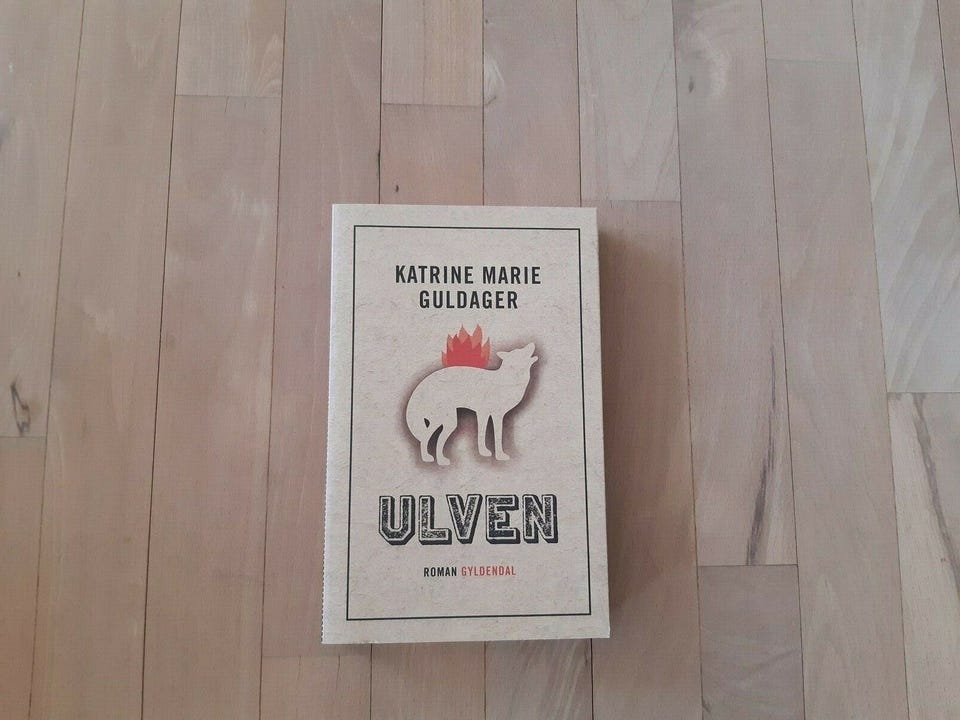 KATRINE MARIE
GULDAGER
ULVEN
ROMAN GYLDENDAL